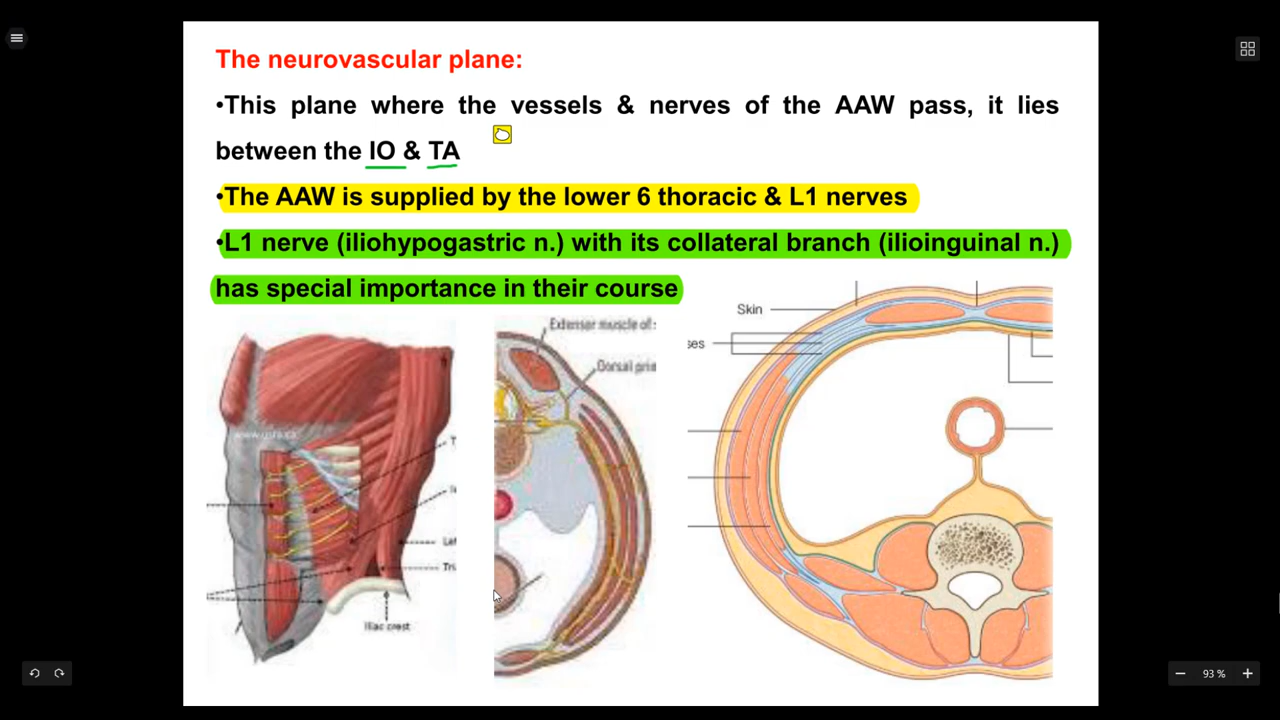 The neurovascular plane:
•This plane where the vessels & nerves of the AAW pass, it lies
between the IO & TA
•The AAW is supplied by the lower 6 thoracic & L1 nerves
•L1 nerve (iliohypogastric n.) with its collateral branch (ilioinguinal n.)
has special importance in their course
Extensor muscle of
Dorsal
Skin
Iliac crest
93 %